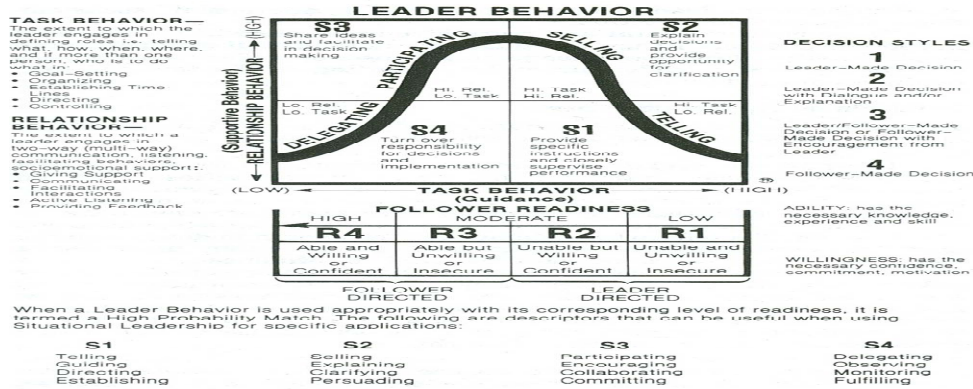 LEADER BEHAVIOR
TASK BEHAVIOR—
The extent to which the
leader engages in
defining roles i.e. telling
what, how, when, where,
and if more than one
person, who is to do
what in:
• Goal-Setting
• Organizing
• Establishing Time
Lines
• Directing
• Controlling
RELATIONSHIP
BEHAVIOR—
The extent to which a
leader engages in
two-way (multi-way)
communication, listening,
facilitating behaviors,
socioemotional support:
• Giving Support
• Communicating
• Facilitating
Interactions
• Active Listening
• Providing Feedback
(HIGH)
(Supportive Behavior)
RELATIONSHIP BEHAVIOR
S3
Share ideas
and facilitate
in decision
making
S2
Explain
decisions
and
provide
opportunity
for
clarification
PARTICIPATING
SELLING
Hi. Rel.
Lo. Task
Hi. Task
Hi. Rel.
Lo. Rel.
Lo. Task
Hi. Task
Lo. Rel.
DELEGATING
TELLING
S4
Turn over
responsibility
for decisions
and
implementation
S1
Provide
specific
instructions
and closely
supervise
performance
(LOW)
TASK BEHAVIOR
(HIGH)
(Guidance)
DECISION STYLES
1
Leader-Made Decision
2
Leader-Made Decision
with Dialogue and/or
Explanation
3
Leader/Follower-Made
Decision or Follower-
Made Decision with
Encouragement from
Leader
4
Follower-Made Decision
ABILITY: has the
necessary knowledge,
experience and skill
WILLINGNESS: has the
necessary confidence,
commitment, motivation
FOLLOWER READINESS
HIGH MODERATE LOW
R4 R3 R2 R1
Able and Able but Unable but Unable and
Willing Unwilling Willing Unwilling
or or or or
Confident Insecure Confident Insecure
FOLLOWER LEADER
DIRECTED DIRECTED
When a Leader Behavior is used appropriately with its corresponding level of readiness, it is
termed a High Probability Match. The following are descriptors that can be useful when using
Situational Leadership for specific applications:
S1 S2 S3 S4
Telling Selling Participating Delegating
Guiding Explaining Encouraging Observing
Directing Clarifying Collaborating Monitoring
Establishing Persuading Committing Fulfilling